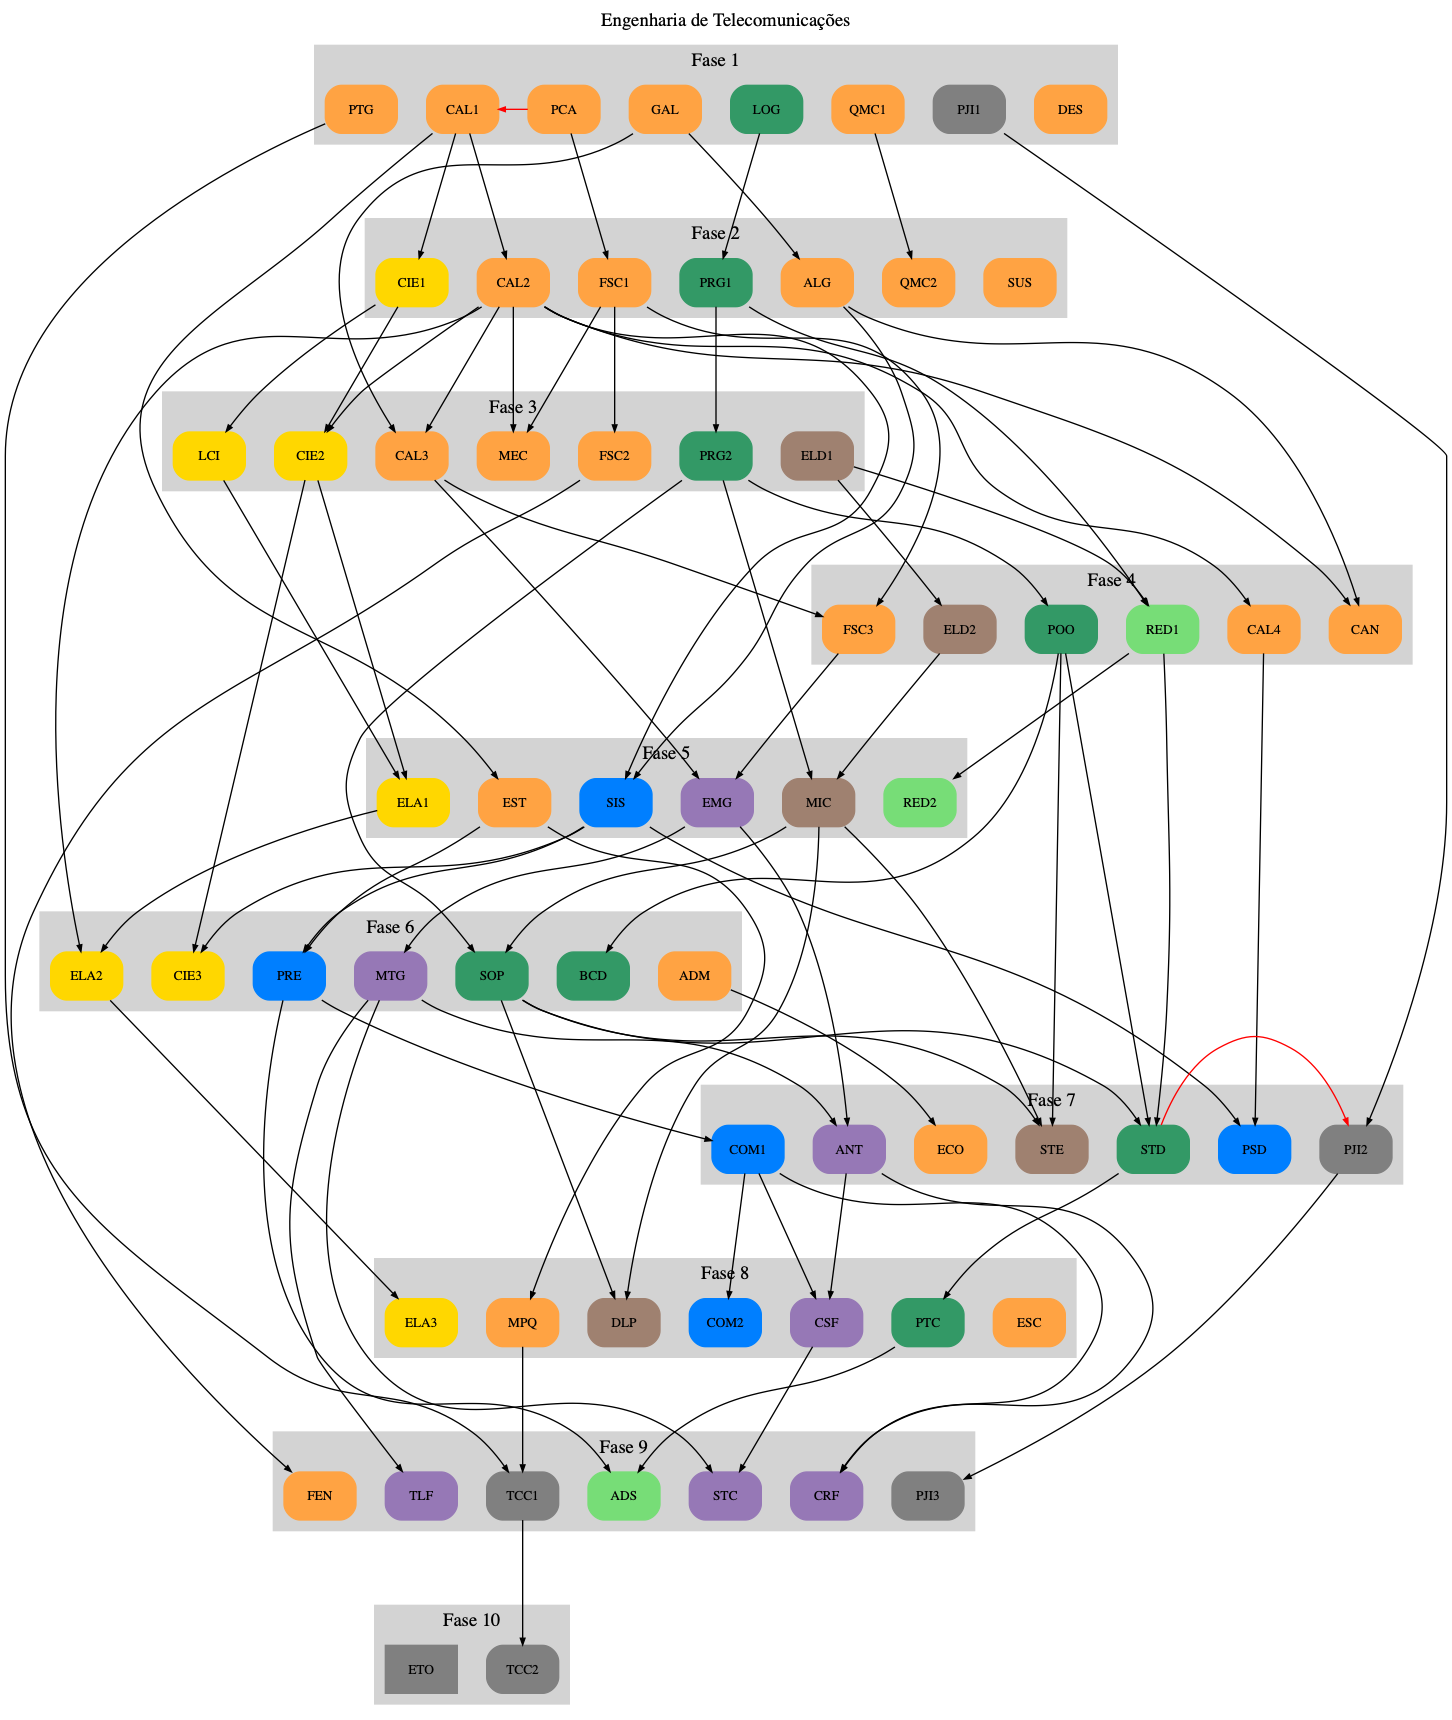 Engenharia de Telecomunicações
Fase 1
PTG CAL1 PCA GAL LOG QMC1 PJI1 DES
Fase 2
CIE1 CAL2 FSC1 PRG1 ALG QMC2 SUS
Fase 3
LCI CIE2 CAL3 MEC FSC2 PRG2 ELD1
Fase 4
FSC3 ELD2 POO RED1 CAL4 CAN
Fase 5
ELA1 EST SIS EMG MIC RED2
Fase 6
ELA2 CIE3 PRE MTG SOP BCD ADM
Fase 7
COM1 ANT ECO STE STD PSD PJI2
Fase 8
ELA3 MPQ DLP COM2 CSF PTC ESC
Fase 9
FEN TLF TCC1 ADS STC CRF PJI3
Fase 10
ETO TCC2